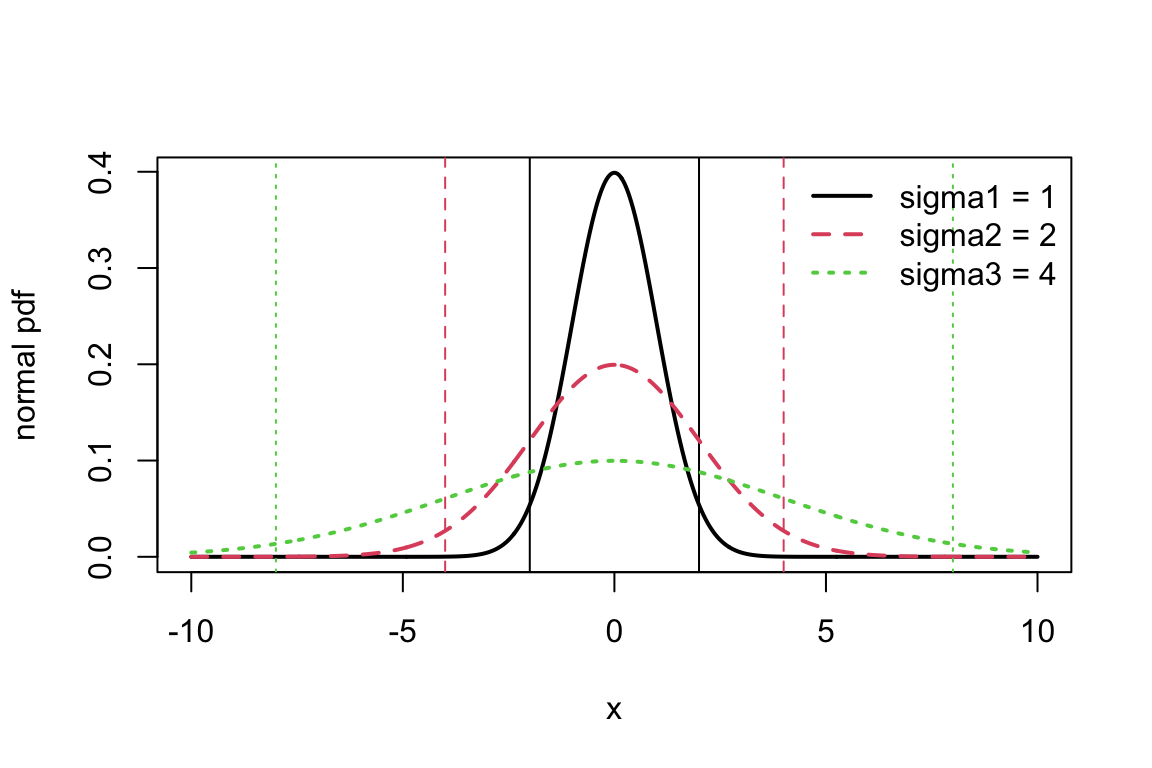 normal pdf
0.4
0.3
0.2
0.1
0.0
sigma1 = 1
sigma2 = 2
sigma3 = 4
-10 -5 0 5 10
x